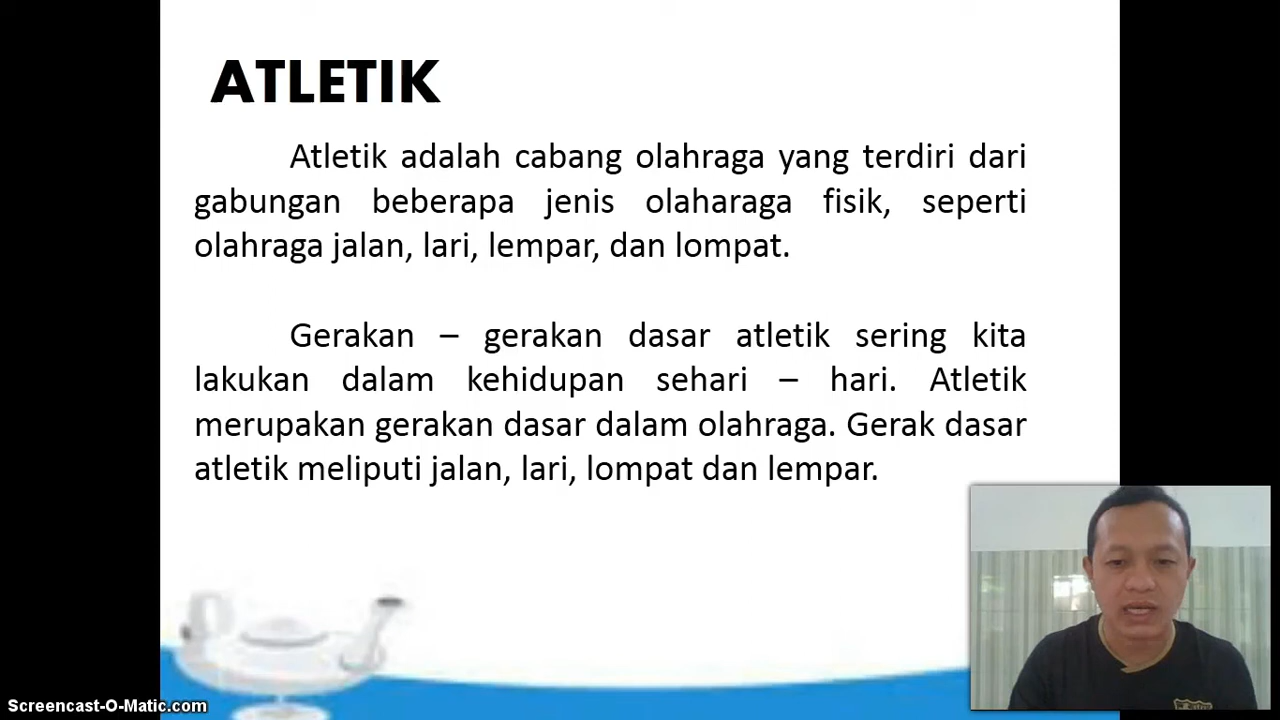 ATLETIK
Atletik adalah cabang olahraga yang terdiri dari
gabungan beberapa jenis olaharaga fisik, seperti
olahraga jalan, lari, lempar, dan lompat.
Gerakan – gerakan dasar atletik sering kita
lakukan dalam kehidupan sehari – hari. Atletik
merupakan gerakan dasar dalam olahraga. Gerak dasar
atletik meliputi jalan, lari, lompat dan lempar.
Screencast-O-Matic.com